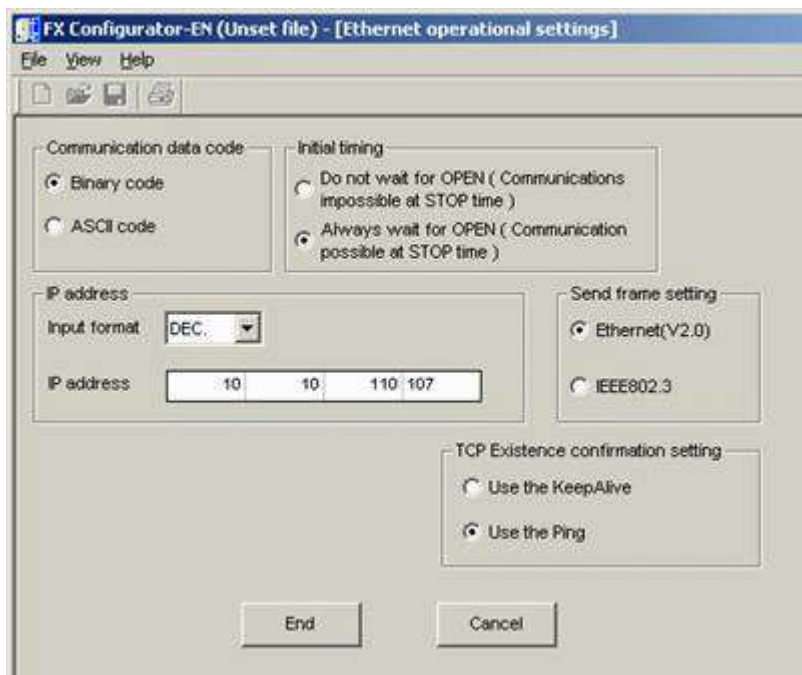 FX Configurator-EN (Unset file) - [Ethernet operational settings]
File View Help
Communication data code
Binary code
ASCII code
Initial timing
Do not wait for OPEN ( Communications
impossible at STOP time )
Always wait for OPEN ( Communication
possible at STOP time )
IP address
Input format DEC.
IP address 10 10 110 107
Send frame setting
Ethernet(V2.0)
IEEE802.3
TCP Existence confirmation setting
Use the KeepAlive
Use the Ping
End Cancel